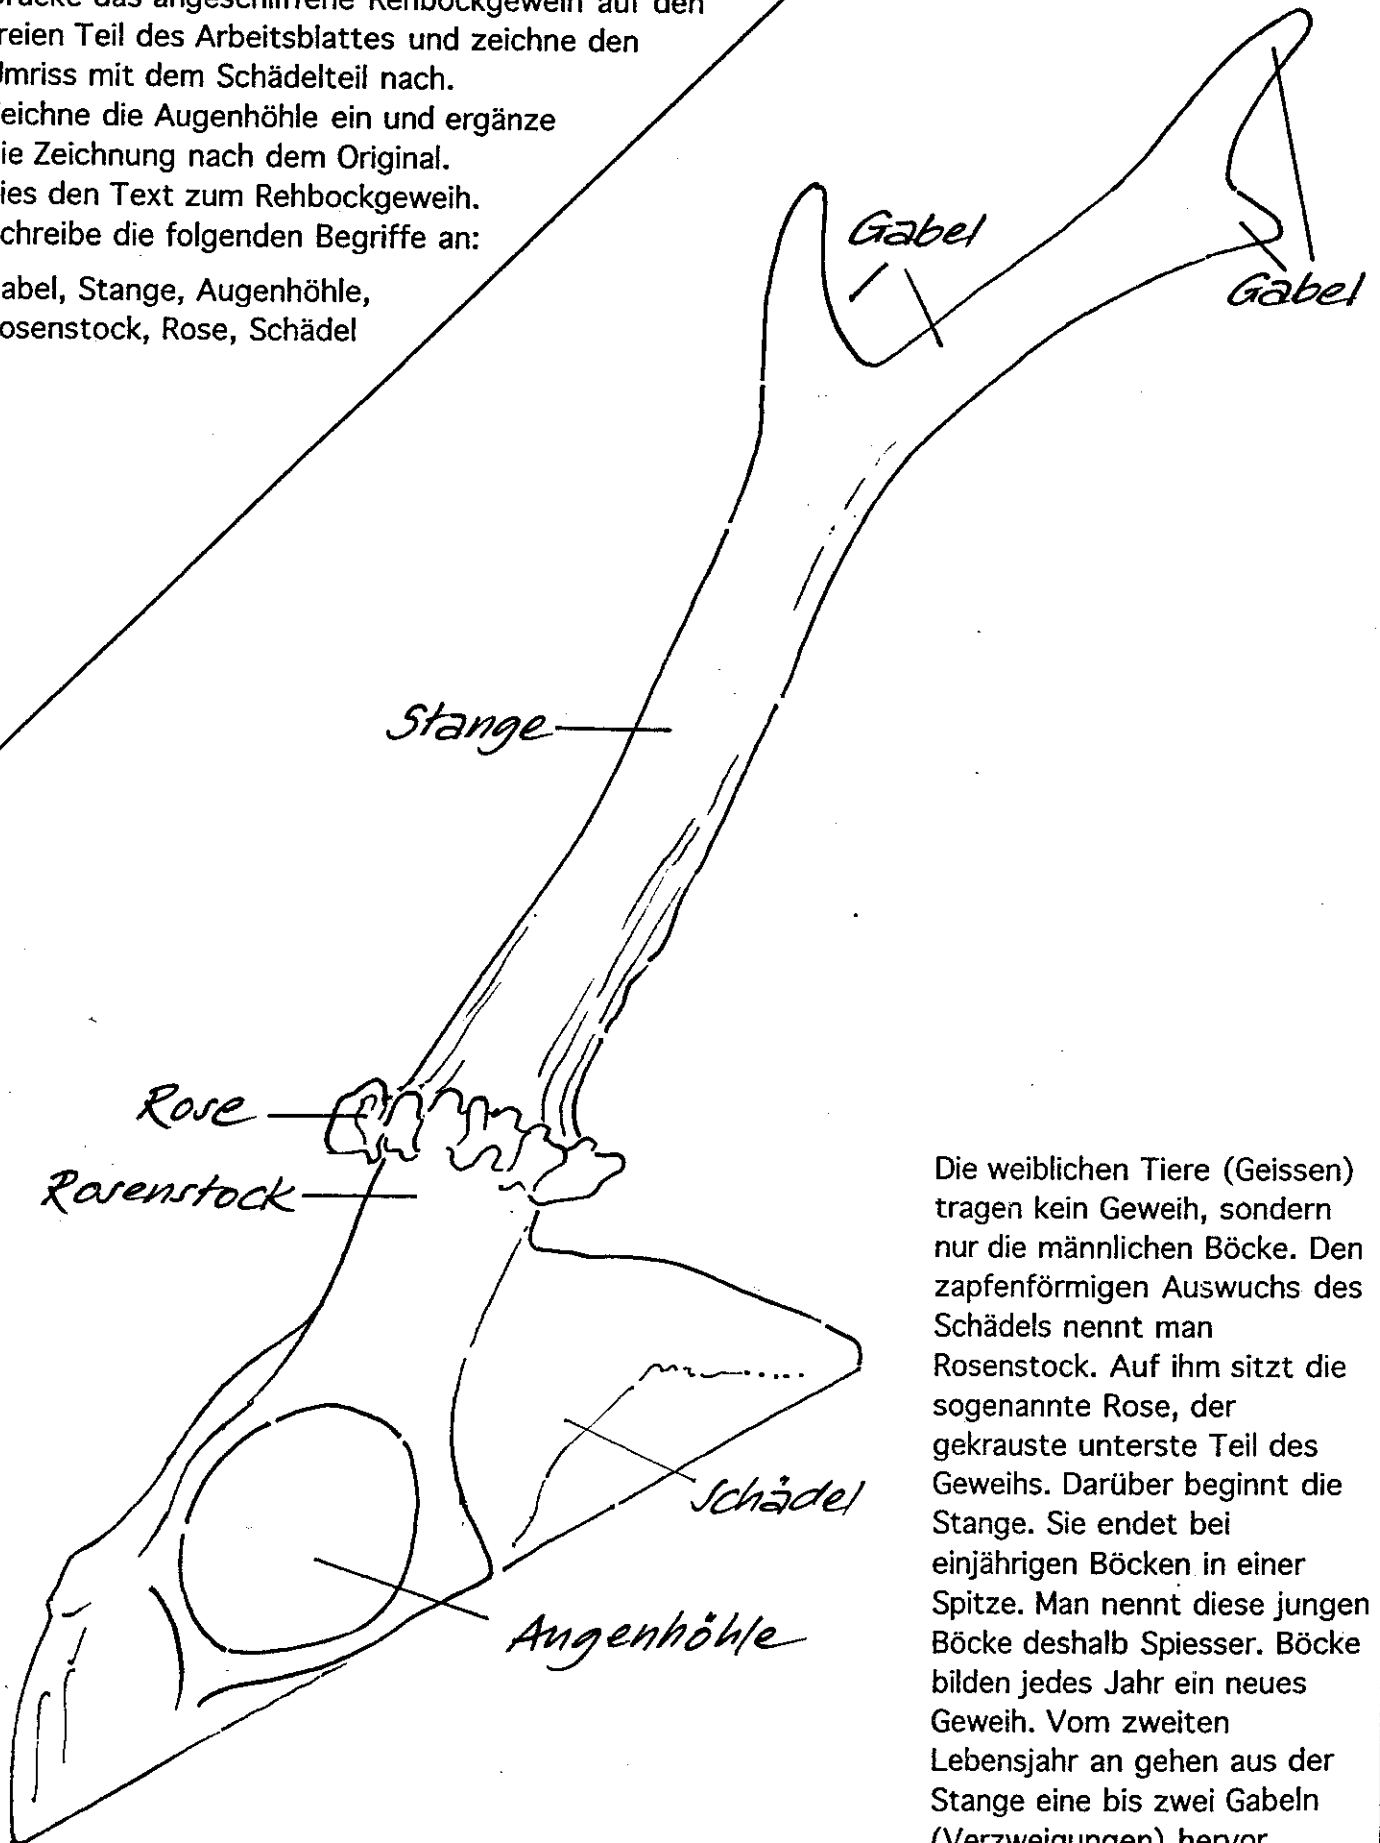 das angeschliffene Rehbockgeweih auf den
reien Teil des Arbeitsblattes und zeichne den
mriss mit dem Schädelteil nach.
eichne die Augenhöhle ein und ergänze
ie Zeichnung nach dem Original.
ies den Text zum Rehbockgeweih.
chreibe die folgenden Begriffe an:
abel, Stange, Augenhöhle,
osenstock, Rose, Schädel
Gabel
Gabel
Stange
Rose
Rosenstock
Schädel
Augenhöhle
Die weiblichen Tiere (Geissen)
tragen kein Geweih, sondern
nur die männlichen Böcke. Den
zapfenförmigen Auswuchs des
Schädels nennt man
Rosenstock. Auf ihm sitzt die
sogenannte Rose, der
gekrauste unterste Teil des
Geweihs. Darüber beginnt die
Stange. Sie endet bei
einjährigen Böcken in einer
Spitze. Man nennt diese jungen
Böcke deshalb Spiesser. Böcke
bilden jedes Jahr ein neues
Geweih. Vom zweiten
Lebensjahr an gehen aus der
Stange eine bis zwei Gabeln
(Verzweigungen) hervor